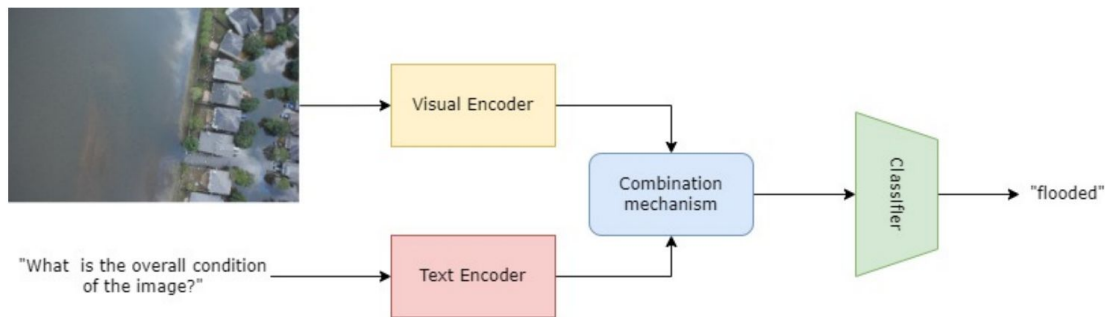 Visual Encoder
Combination
mechanism
Classifier
"flooded"
"What is the overall condition
of the image?"
Text Encoder